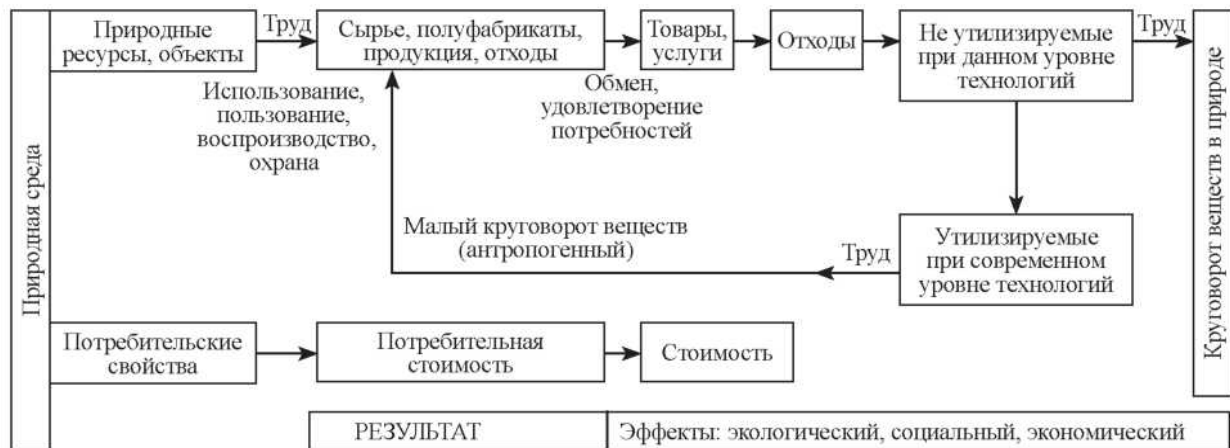 Природная среда
Природные
ресурсы, объекты
Труд
Сырье, полуфабрикаты,
продукция, отходы
Товары,
услуги
Отходы
Не утилизируемые
при данном уровне
технологий
Труд
Круговорот веществ в природе
Использование,
пользование,
воспроизводство,
охрана
Обмен,
удовлетворение
потребностей
Малый круговорот веществ
(антропогенный)
Труд
Утилизируемые
при современном
уровне технологий
Потребительские
свойства
Потребительная
стоимость
Стоимость
РЕЗУЛЬТАТ
Эффекты: экологический, социальный, экономический